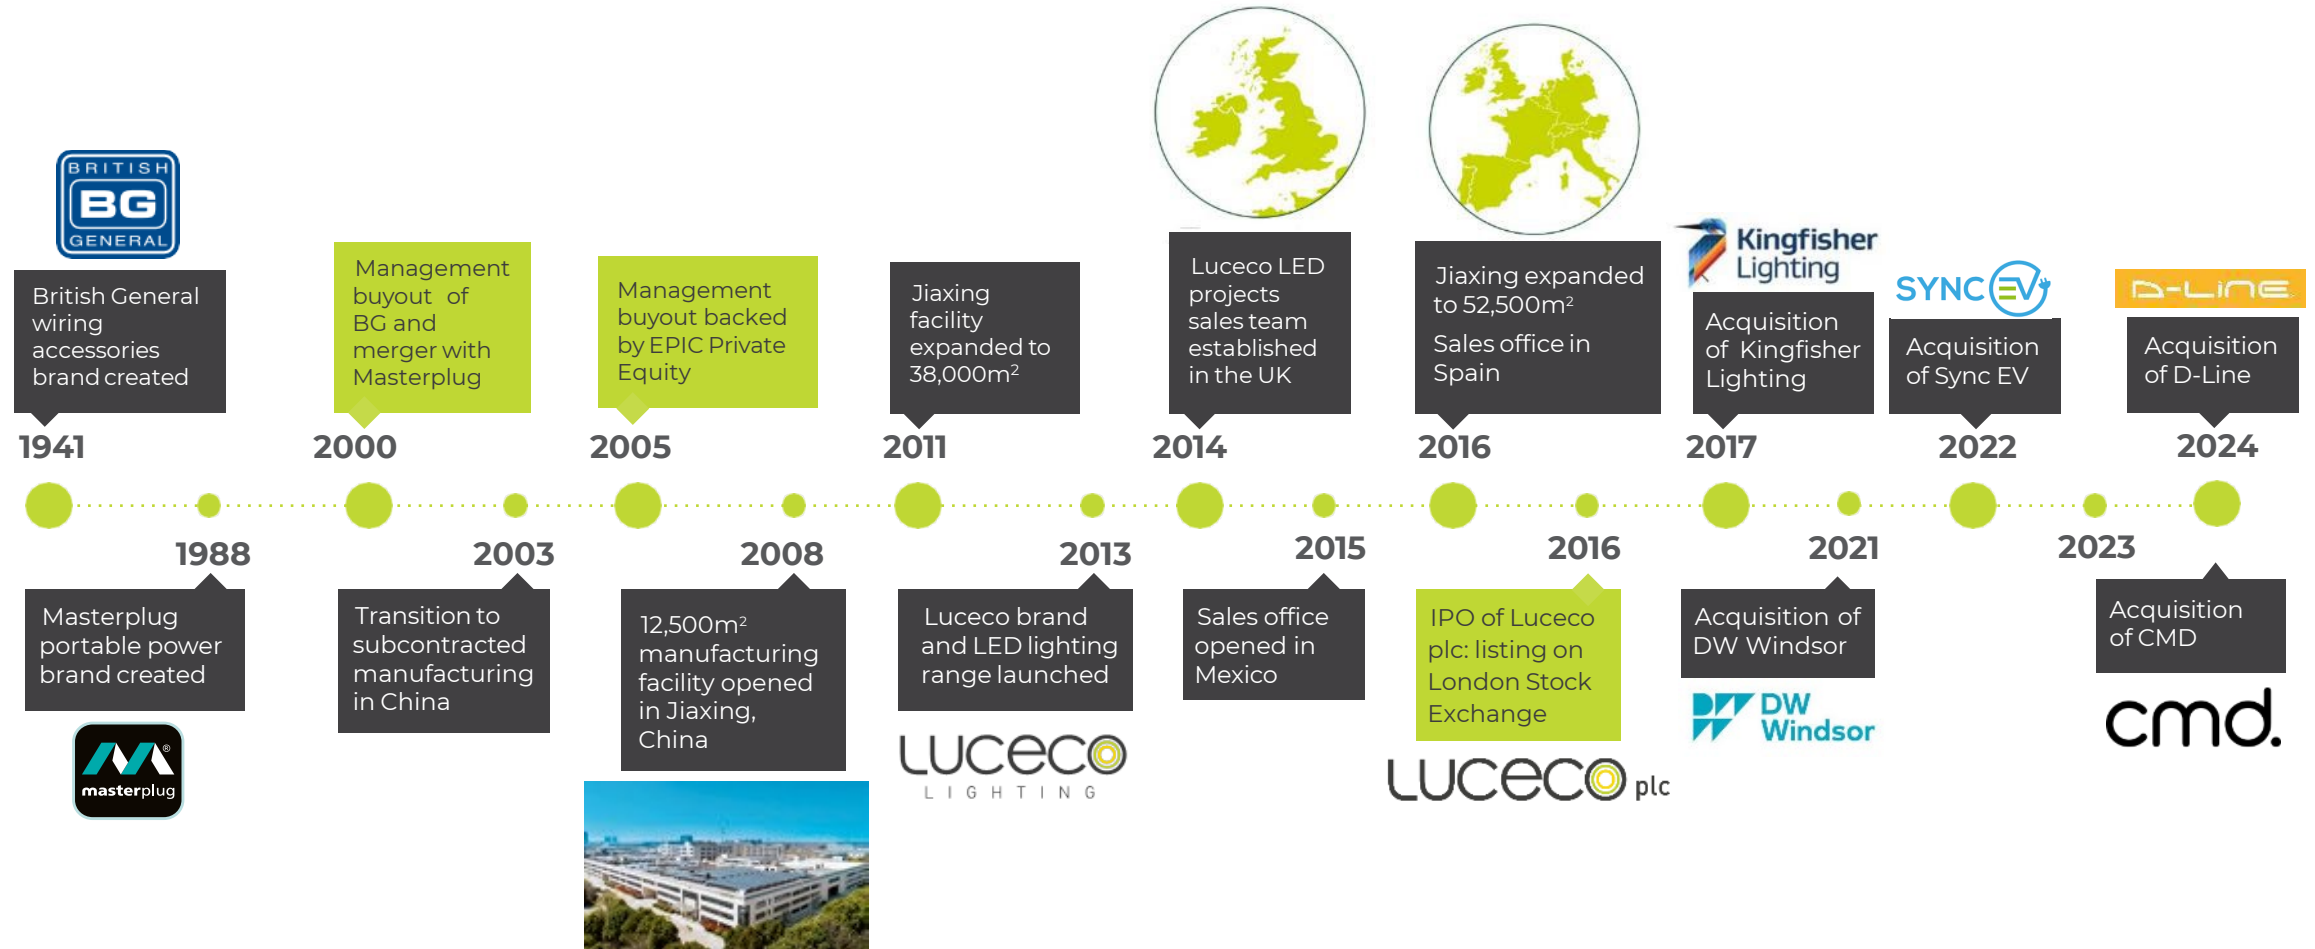 BRITISH
BG
GENERAL
British General
wiring
accessories
brand created
1941
Management
buyout of
BG and
merger with
Masterplug
2000
Management
buyout backed
by EPIC Private
Equity
2005
Jiaxing
facility
expanded to
38,000m²
2011
Luceco LED
projects
sales team
established
in the UK
2014
Jiaxing expanded
to 52,500m²
Sales office in
Spain
2016
Kingfisher
Lighting
Acquisition
of Kingfisher
Lighting
2017
SYNC EV
Acquisition
of Sync EV
2022
D-Line
Acquisition
of D-Line
2024
1988
Masterplug
portable power
brand created
®
masterplug
2003
Transition to
subcontracted
manufacturing
in China
2008
12,500m²
manufacturing
facility opened
in Jiaxing,
China
2013
Luceco brand
and LED lighting
range launched
LUCECO
LIGHTING
2015
Sales office
opened in
Mexico
2016
IPO of Luceco
plc: listing on
London Stock
Exchange
LUCECO plc
2021
Acquisition of
DW Windsor
DW
Windsor
2023
Acquisition
of CMD
cmd.